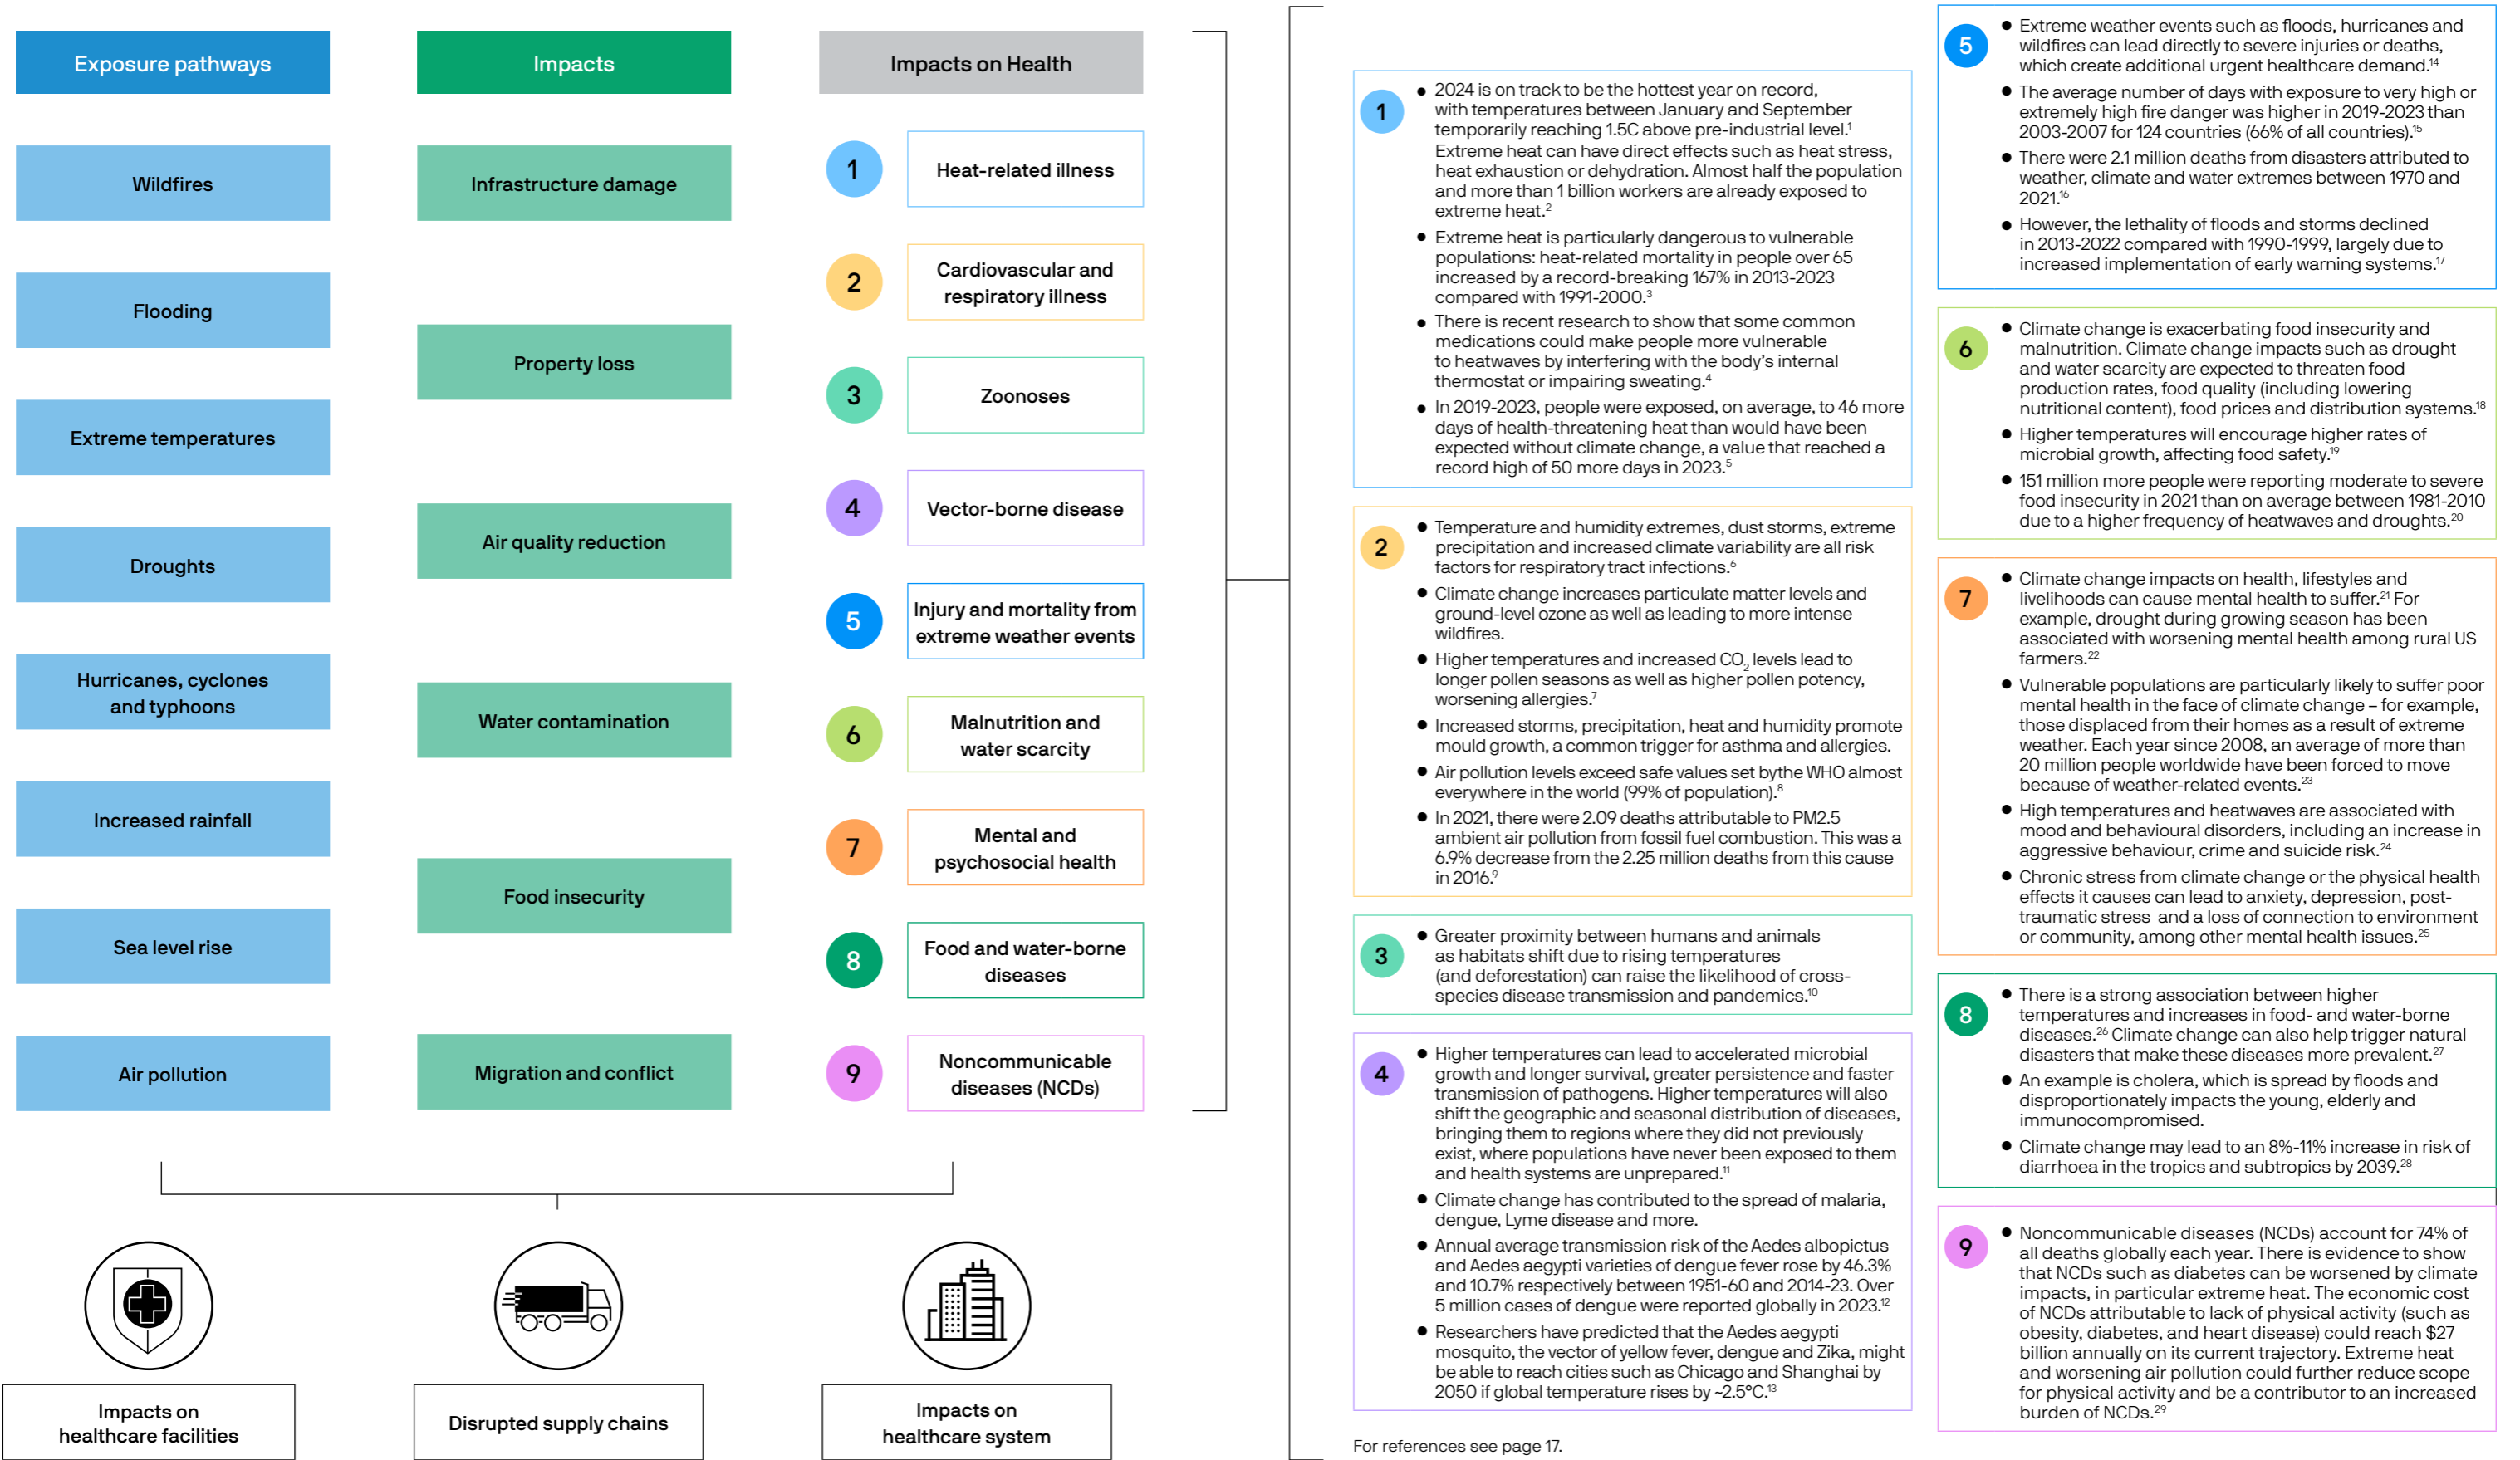 Exposure pathways
Wildfires
Flooding
Extreme temperatures
Droughts
Hurricanes, cyclones
and typhoons
Increased rainfall
Sea level rise
Air pollution
Impacts
Infrastructure damage
Property loss
Air quality reduction
Water contamination
Food insecurity
Migration and conflict
Impacts on Health
1
Heat-related illness
2
Cardiovascular and
respiratory illness
3
Zoonoses
4
Vector-borne disease
5
Injury and mortality from
extreme weather events
6
Malnutrition and
water scarcity
7
Mental and
psychosocial health
8
Food and water-borne
diseases
9
Noncommunicable
diseases (NCDs)
Impacts on
healthcare facilities
Disrupted supply chains
Impacts on
healthcare system
1
● 2024 is on track to be the hottest year on record,
with temperatures between January and September
temporarily reaching 1.5C above pre-industrial level.¹
Extreme heat can have direct effects such as heat stress,
heat exhaustion or dehydration. Almost half the population
and more than 1 billion workers are already exposed to
extreme heat.²
● Extreme heat is particularly dangerous to vulnerable
populations: heat-related mortality in people over 65
increased by a record-breaking 167% in 2013-2023
compared with 1991-2000.³
● There is recent research to show that some common
medications could make people more vulnerable
to heatwaves by interfering with the body's internal
thermostat or impairing sweating.⁴
● In 2019-2023, people were exposed, on average, to 46 more
days of health-threatening heat than would have been
expected without climate change, a value that reached a
record high of 50 more days in 2023.⁵
2
● Temperature and humidity extremes, dust storms, extreme
precipitation and increased climate variability are all risk
factors for respiratory tract infections.⁶
● Climate change increases particulate matter levels and
ground-level ozone as well as leading to more intense
wildfires.
● Higher temperatures and increased CO₂ levels lead to
longer pollen seasons as well as higher pollen potency,
worsening allergies.⁷
● Increased storms, precipitation, heat and humidity promote
mould growth, a common trigger for asthma and allergies.
● Air pollution levels exceed safe values set bythe WHO almost
everywhere in the world (99% of population).⁸
● In 2021, there were 2.09 deaths attributable to PM2.5
ambient air pollution from fossil fuel combustion. This was a
6.9% decrease from the 2.25 million deaths from this cause
in 2016.⁹
3
● Greater proximity between humans and animals
as habitats shift due to rising temperatures
(and deforestation) can raise the likelihood of cross-
species disease transmission and pandemics.¹⁰
4
● Higher temperatures can lead to accelerated microbial
growth and longer survival, greater persistence and faster
transmission of pathogens. Higher temperatures will also
shift the geographic and seasonal distribution of diseases,
bringing them to regions where they did not previously
exist, where populations have never been exposed to them
and health systems are unprepared.¹¹
● Climate change has contributed to the spread of malaria,
dengue, Lyme disease and more.
● Annual average transmission risk of the Aedes albopictus
and Aedes aegypti varieties of dengue fever rose by 46.3%
and 10.7% respectively between 1951-60 and 2014-23. Over
5 million cases of dengue were reported globally in 2023.¹²
● Researchers have predicted that the Aedes aegypti
mosquito, the vector of yellow fever, dengue and Zika, might
be able to reach cities such as Chicago and Shanghai by
2050 if global temperature rises by ~2.5°C.¹³
For references see page 17.
5
● Extreme weather events such as floods, hurricanes and
wildfires can lead directly to severe injuries or deaths,
which create additional urgent healthcare demand.¹⁴
● The average number of days with exposure to very high or
extremely high fire danger was higher in 2019-2023 than
2003-2007 for 124 countries (66% of all countries).¹⁵
● There were 2.1 million deaths from disasters attributed to
weather, climate and water extremes between 1970 and
2021.¹⁶
● However, the lethality of floods and storms declined
in 2013-2022 compared with 1990-1999, largely due to
increased implementation of early warning systems.¹⁷
6
● Climate change is exacerbating food insecurity and
malnutrition. Climate change impacts such as drought
and water scarcity are expected to threaten food
production rates, food quality (including lowering
nutritional content), food prices and distribution systems.¹⁸
● Higher temperatures will encourage higher rates of
microbial growth, affecting food safety.¹⁹
● 151 million more people were reporting moderate to severe
food insecurity in 2021 than on average between 1981-2010
due to a higher frequency of heatwaves and droughts.²⁰
7
● Climate change impacts on health, lifestyles and
livelihoods can cause mental health to suffer.²¹ For
example, drought during growing season has been
associated with worsening mental health among rural US
farmers.²²
● Vulnerable populations are particularly likely to suffer poor
mental health in the face of climate change – for example,
those displaced from their homes as a result of extreme
weather. Each year since 2008, an average of more than
20 million people worldwide have been forced to move
because of weather-related events.²³
● High temperatures and heatwaves are associated with
mood and behavioural disorders, including an increase in
aggressive behaviour, crime and suicide risk.²⁴
● Chronic stress from climate change or the physical health
effects it causes can lead to anxiety, depression, post-
traumatic stress and a loss of connection to environment
or community, among other mental health issues.²⁵
8
● There is a strong association between higher
temperatures and increases in food- and water-borne
diseases.²⁶ Climate change can also help trigger natural
disasters that make these diseases more prevalent.²⁷
● An example is cholera, which is spread by floods and
disproportionately impacts the young, elderly and
immunocompromised.
● Climate change may lead to an 8%-11% increase in risk of
diarrhoea in the tropics and subtropics by 2039.²⁸
9
● Noncommunicable diseases (NCDs) account for 74% of
all deaths globally each year. There is evidence to show
that NCDs such as diabetes can be worsened by climate
impacts, in particular extreme heat. The economic cost
of NCDs attributable to lack of physical activity (such as
obesity, diabetes, and heart disease) could reach $27
billion annually on its current trajectory. Extreme heat
and worsening air pollution could further reduce scope
for physical activity and be a contributor to an increased
burden of NCDs.²⁹